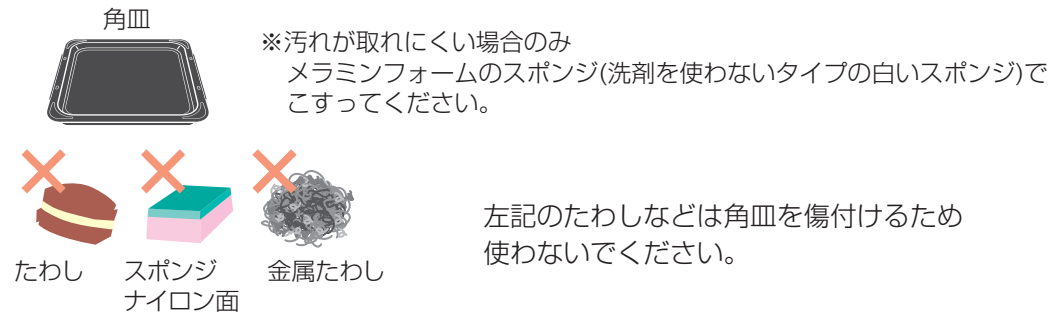 角皿
※汚れが取れにくい場合のみ
メラミンフォームのスポンジ(洗剤を使わないタイプの白いスポンジ)で
こすってください。
たわし
スポンジ
ナイロン面
金属たわし
左記のたわしなどは角皿を傷付けるため
使わないでください。